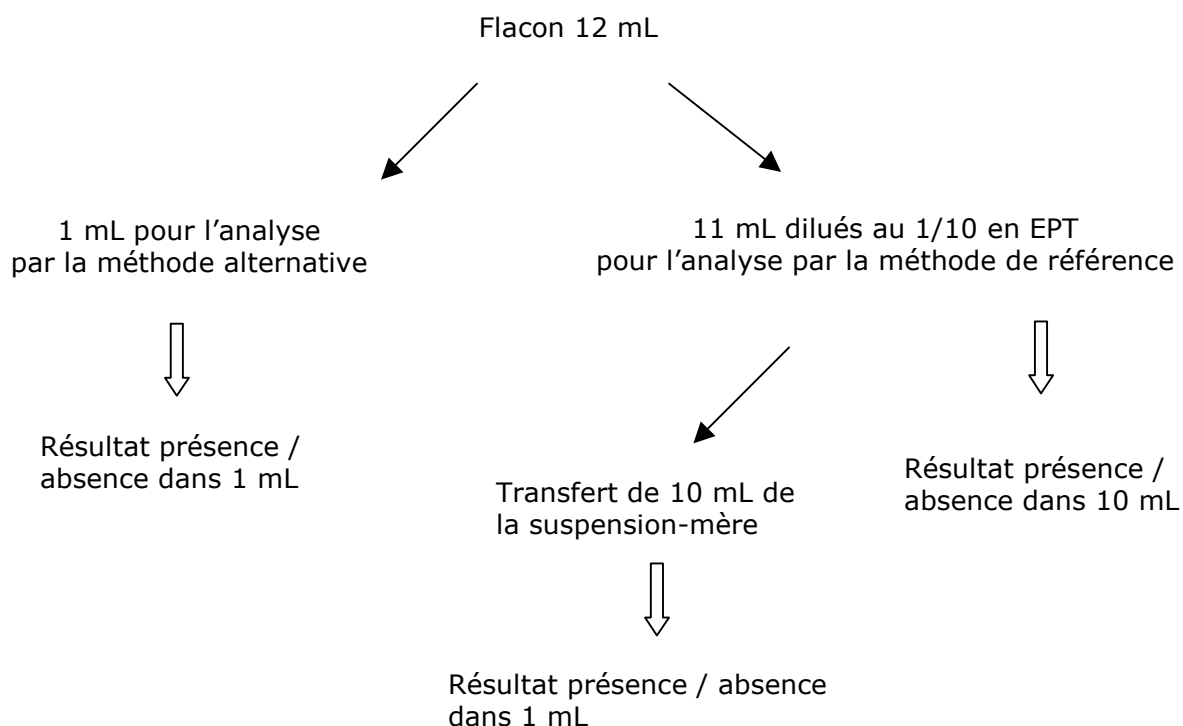 Flacon 12 mL
1 mL pour l’analyse
par la méthode alternative
11 mL dilués au 1/10 en EPT
pour l’analyse par la méthode de référence
Résultat présence /
absence dans 1 mL
Transfert de 10 mL de
la suspension-mère
Résultat présence /
absence dans 10 mL
Résultat présence / absence
dans 1 mL